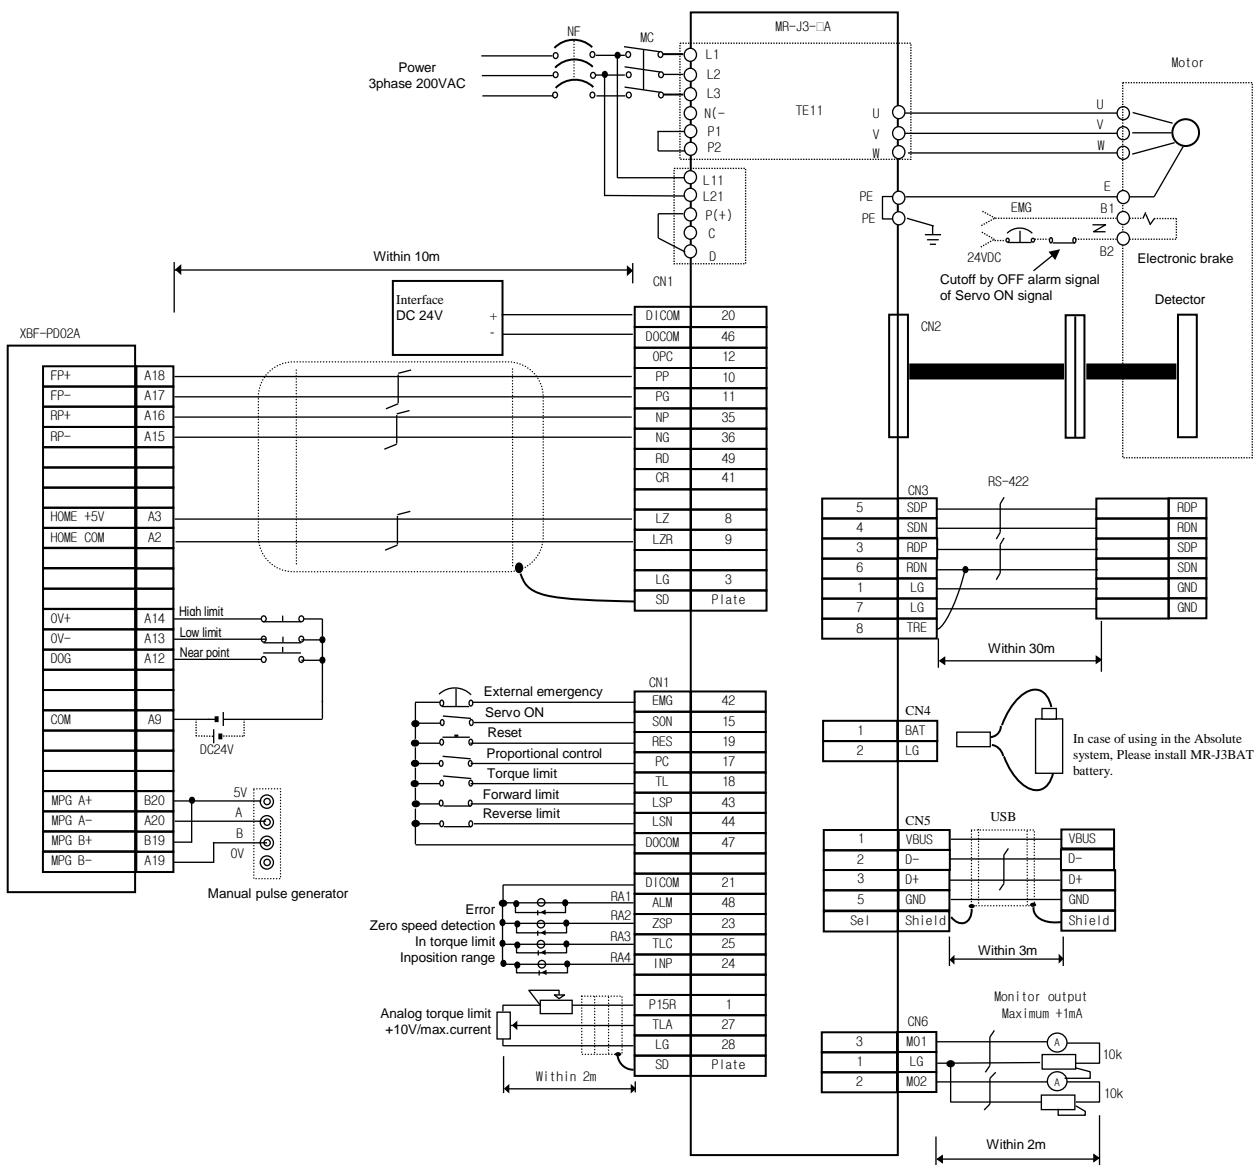 MR-J3-□A
NF
MC
Power
3phase 200VAC
L1
L2
L3
N(-
P1
P2
TE11
U
V
W
Motor
U
V
W
L11
L21
P(+)
C
D
PE
PE
E
EMG
B1
24VDC
B2
Electronic brake
Cutoff by OFF alarm signal
of Servo ON signal
Detector
Within 10m
CN1
Interface
DC 24V
+
-
DICOM 20
DOCOM 46
OPC 12
PP 10
PG 11
NP 35
NG 36
RD 49
CR 41
LZ 8
LZR 9
LG 3
SD Plate
XBF-PD02A
FP+ A18
FP- A17
RP+ A16
RP- A15
HOME +5V A3
HOME COM A2
OV+ A14 High limit
OV- A13 Low limit
DOG A12 Near point
COM A9
DC24V
MPG A+ B20 5V
MPG A- A20 A
MPG B+ B19 B
MPG B- A19 0V
Manual pulse generator
CN2
CN3
RS-422
5 SDP RDP
4 SDN RDN
3 RDP SDP
6 RDN SDN
1 LG GND
7 LG GND
8 TRE
Within 30m
CN1
External emergency EMG 42
Servo ON SON 15
Reset RES 19
Proportional control PC 17
Torque limit TL 18
Forward limit LSP 43
Reverse limit LSN 44
DOCOM 47
DICOM 21
Error RA1 ALM 48
Zero speed detection RA2 ZSP 23
In torque limit RA3 TLC 25
Inposition range RA4 INP 24
P15R 1
Analog torque limit
+10V/max.current
TLA 27
LG 28
SD Plate
Within 2m
CN4
1 BAT
2 LG
In case of using in the Absolute
system, Please install MR-J3BAT
battery.
CN5
USB
1 VBUS VBUS
2 D- D-
3 D+ D+
5 GND GND
Sel Shield Shield
Within 3m
Monitor output
Maximum +1mA
CN6
3 MO1 A
1 LG 10k
2 MO2 A
10k
Within 2m